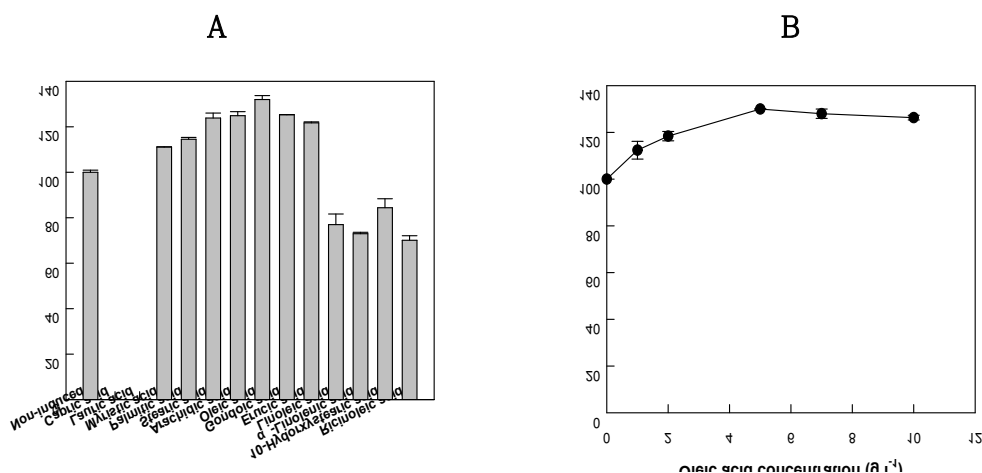 A
140
120
100
80
60
40
20
Non-induced
Capric acid
Lauric acid
Myristic acid
Palmitic acid
Stearic acid
Arachidic acid
Oleic acid
Gondoic acid
Erucic acid
Linoleic acid
-Linolenic acid
10-Hydorxystearic acid
Ricinoleic acid
B
140
120
100
80
60
40
20
0
0 2 4 6 8 10 12
Oleic acid concentration (g l-1)